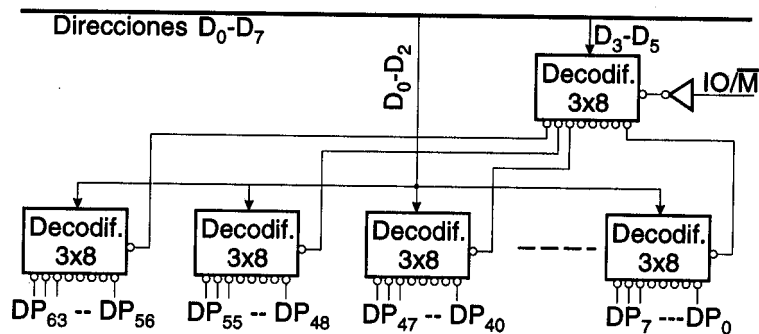 Direcciones D₀-D₇
D₀-D₂
D₃-D₅
Decodif.
3x8
IO/M̅
Decodif.
3x8
Decodif.
3x8
Decodif.
3x8
Decodif.
3x8
DP₆₃ -- DP₅₆
DP₅₅ -- DP₄₈
DP₄₇ -- DP₄₀
DP₇ ---DP₀